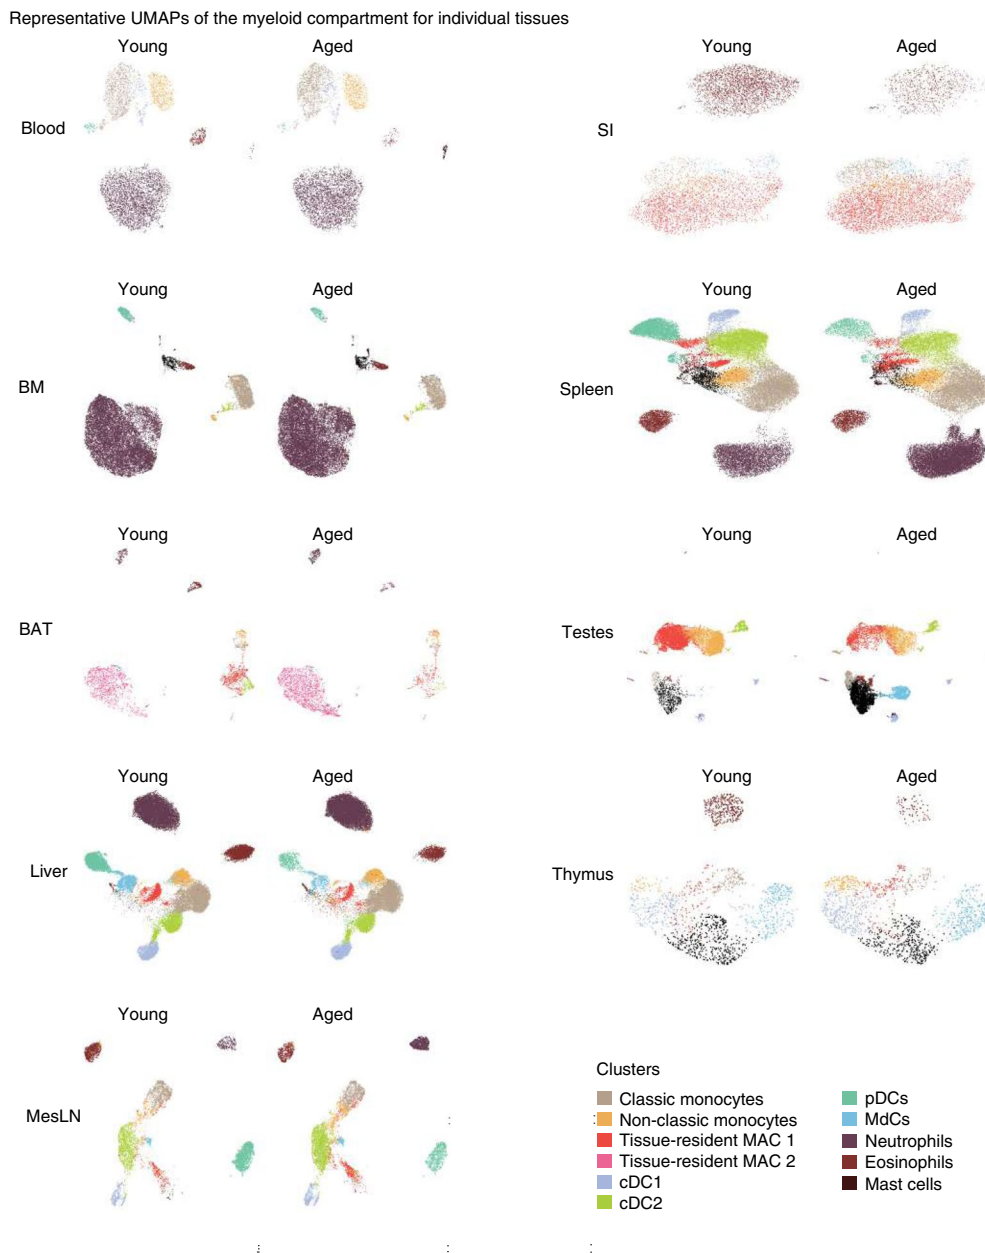 Representative UMAPs of the myeloid compartment for individual tissues
Young Aged
Blood
Young Aged
BM
Young Aged
BAT
Young Aged
Liver
Young Aged
MesLN
Young Aged
SI
Young Aged
Spleen
Young Aged
Testes
Young Aged
Thymus
Clusters
Classic monocytes
Non-classic monocytes
Tissue-resident MAC 1
Tissue-resident MAC 2
cDC1
cDC2
pDCs
MdCs
Neutrophils
Eosinophils
Mast cells